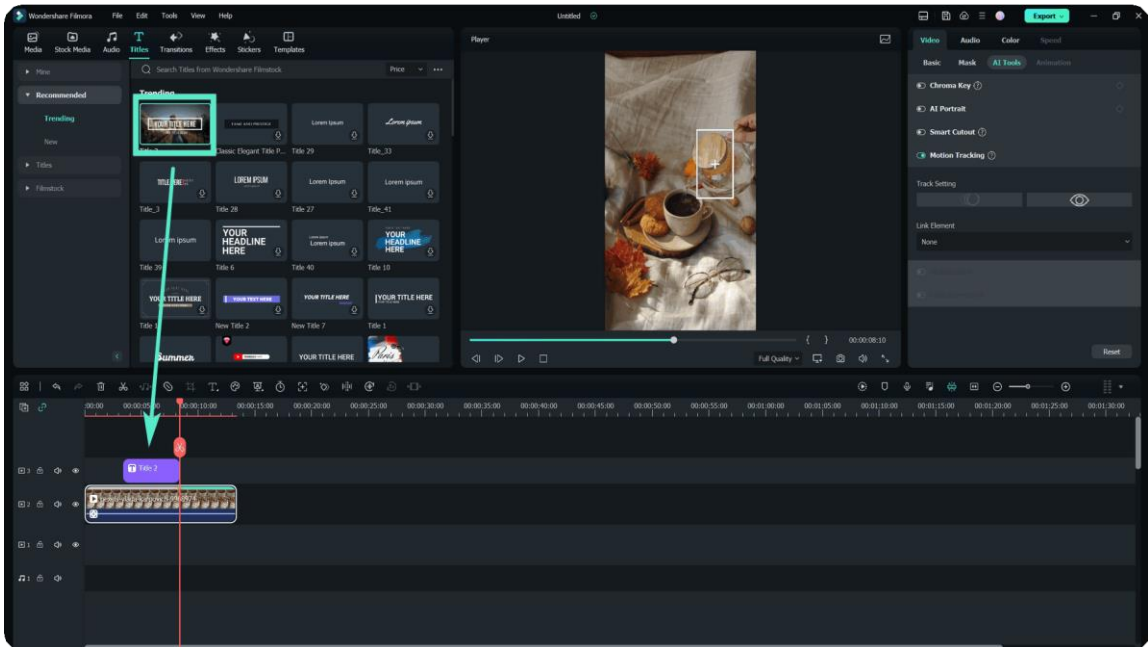 Wondershare Filmora File Edit Tools View Help
Untitled
Export
Media Stock Media Audio Titles Transitions Effects Stickers Templates
Mine
Recommended
Trending
New
Titles
Filmstock
Search Titles from Wondershare Filmstock
Price
Trending
YOUR TITLE HERE
Lorem ipsum
Lorem ipsum
Classic Elegant Title P... Title 29 Title_33
LOREM IPSUM
Lorem ipsum
Lorem ipsum
Title_3 Title 28 Title 27 Title_41
Lorem ipsum
YOUR HEADLINE HERE
Lorem ipsum
YOUR HEADLINE HERE
Title 39 Title 6 Title 40 Title 10
YOUR TITLE HERE
YOUR TEXT HERE
YOUR TITLE HERE
YOUR TITLE HERE
Title 1 New Title 2 New Title 7 Title 1
Summer
YOUR TITLE HERE
Paris
Player
{ } 00:00:08:10
Full Quality
Video Audio Color Speed
Basic Mask AI Tools Animation
Chroma Key
AI Portrait
Smart Cutout
Motion Tracking
Track Setting
Link Element
None
Reset
:00:00 00:00:05:00 00:00:10:00 00:00:15:00 00:00:20:00 00:00:25:00 00:00:30:00 00:00:35:00 00:00:40:00 00:00:45:00 00:00:50:00 00:00:55:00 00:01:00:00 00:01:05:00 00:01:10:00 00:01:15:00 00:01:20:00 00:01:25:00 00:01:30:00
3
T Title 2
2
1
1